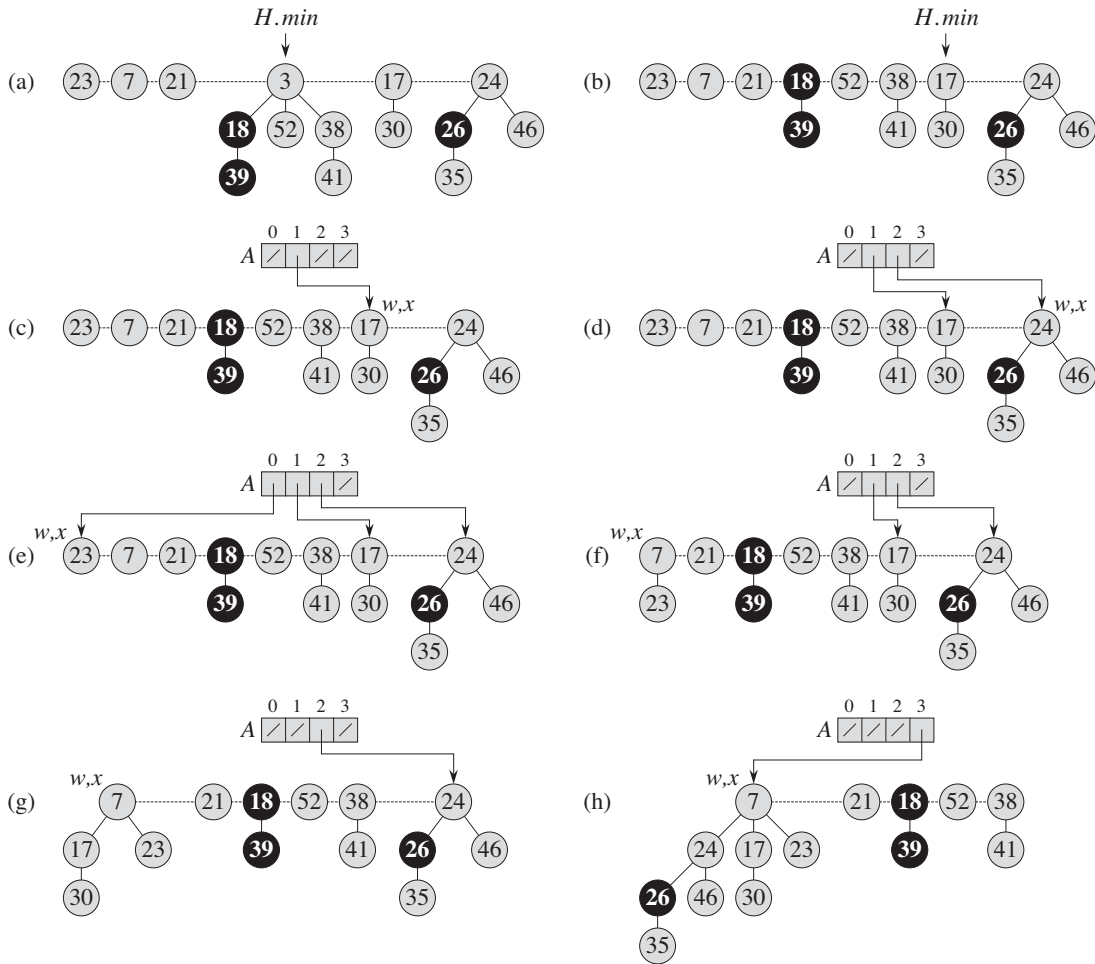 H.min H.min
(a) 23 7 21 3 17 24 (b) 23 7 21 18 52 38 17 24
18 52 38 30 26 46 39 41 30 26 46
39 41 35 35
0 1 2 3 0 1 2 3
A A
w,x w,x
(c) 23 7 21 18 52 38 17 24 (d) 23 7 21 18 52 38 17 24
39 41 30 26 46 39 41 30 26 46
35 35
0 1 2 3 0 1 2 3
A A
w,x w,x
(e) 23 7 21 18 52 38 17 24 (f) 7 21 18 52 38 17 24
39 41 30 26 46 23 39 41 30 26 46
35 35
0 1 2 3 0 1 2 3
A A
w,x w,x
(g) 7 21 18 52 38 24 (h) 7 21 18 52 38
17 23 39 41 26 46 24 17 23 39 41
30 35 26 46 30
35